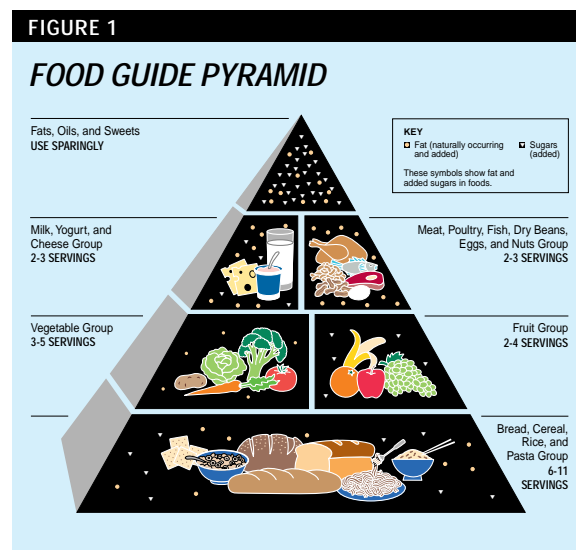 FIGURE 1
FOOD GUIDE PYRAMID
Fats, Oils, and Sweets
USE SPARINGLY
KEY
Fat (naturally occurring
and added)
Sugars
(added)
These symbols show fat and
added sugars in foods.
Milk, Yogurt, and
Cheese Group
2-3 SERVINGS
Meat, Poultry, Fish, Dry Beans,
Eggs, and Nuts Group
2-3 SERVINGS
Vegetable Group
3-5 SERVINGS
Fruit Group
2-4 SERVINGS
Bread, Cereal,
Rice, and
Pasta Group
6-11
SERVINGS